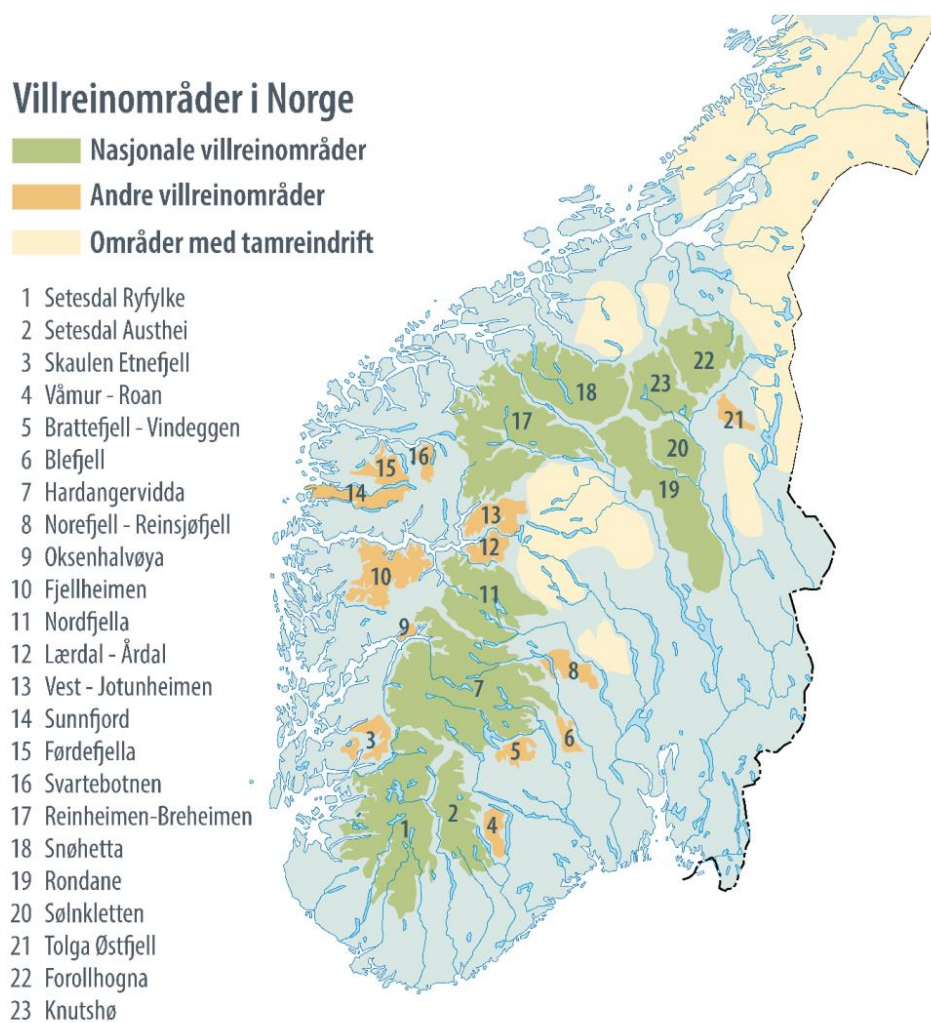 Villreinområder i Norge
Nasjonale villreinområder
Andre villreinområder
Områder med tamreindrift
1 Setesdal Ryfylke
2 Setesdal Austhei
3 Skaulen Etnefjell
4 Våmur - Roan
5 Brattefjell - Vindeggen
6 Blefjell
7 Hardangervidda
8 Norefjell - Reinsjøfjell
9 Oksenhalvøya
10 Fjellheimen
11 Nordfjella
12 Lærdal - Årdal
13 Vest - Jotunheimen
14 Sunnfjord
15 Førdefjella
16 Svartebotnen
17 Reinheimen-Breheimen
18 Snøhetta
19 Rondane
20 Sølnkletten
21 Tolga Østfjell
22 Forollhogna
23 Knutshø
22
23
18
21
17
20
16
15
19
14
13
12
10
11
9
8
7
6
3
5
2
4
1